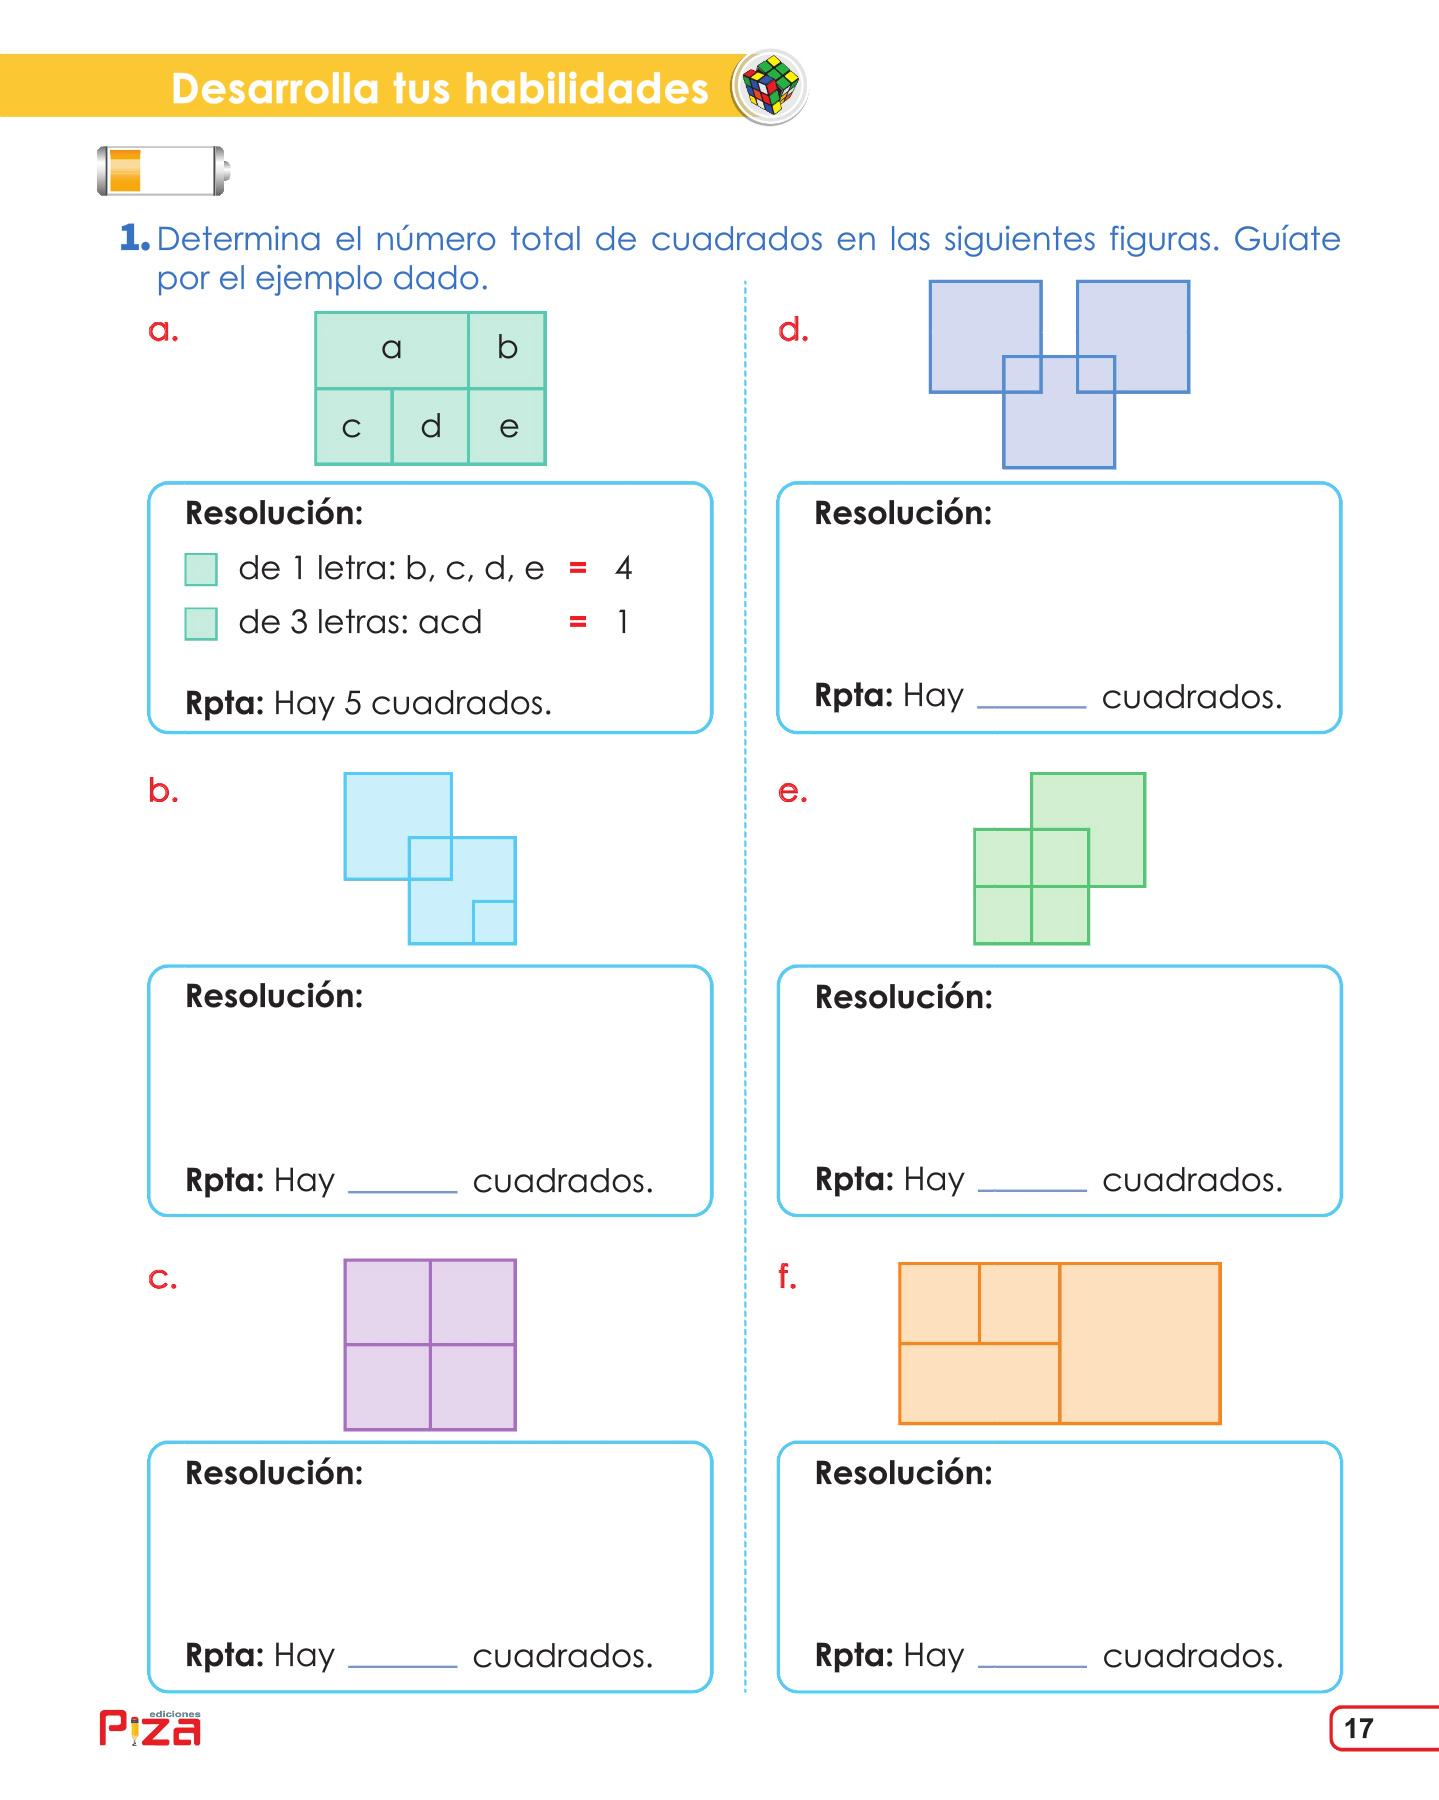 Desarrolla tus habilidades
1. Determina el número total de cuadrados en las siguientes figuras. Guíate
por el ejemplo dado.
a.
a b
c d e
Resolución:
de 1 letra: b, c, d, e = 4
de 3 letras: acd = 1
Rpta: Hay 5 cuadrados.
b.
Resolución:
Rpta: Hay ______ cuadrados.
c.
Resolución:
Rpta: Hay ______ cuadrados.
d.
Resolución:
Rpta: Hay ______ cuadrados.
e.
Resolución:
Rpta: Hay ______ cuadrados.
f.
Resolución:
Rpta: Hay ______ cuadrados.
ediciones
Piza
17